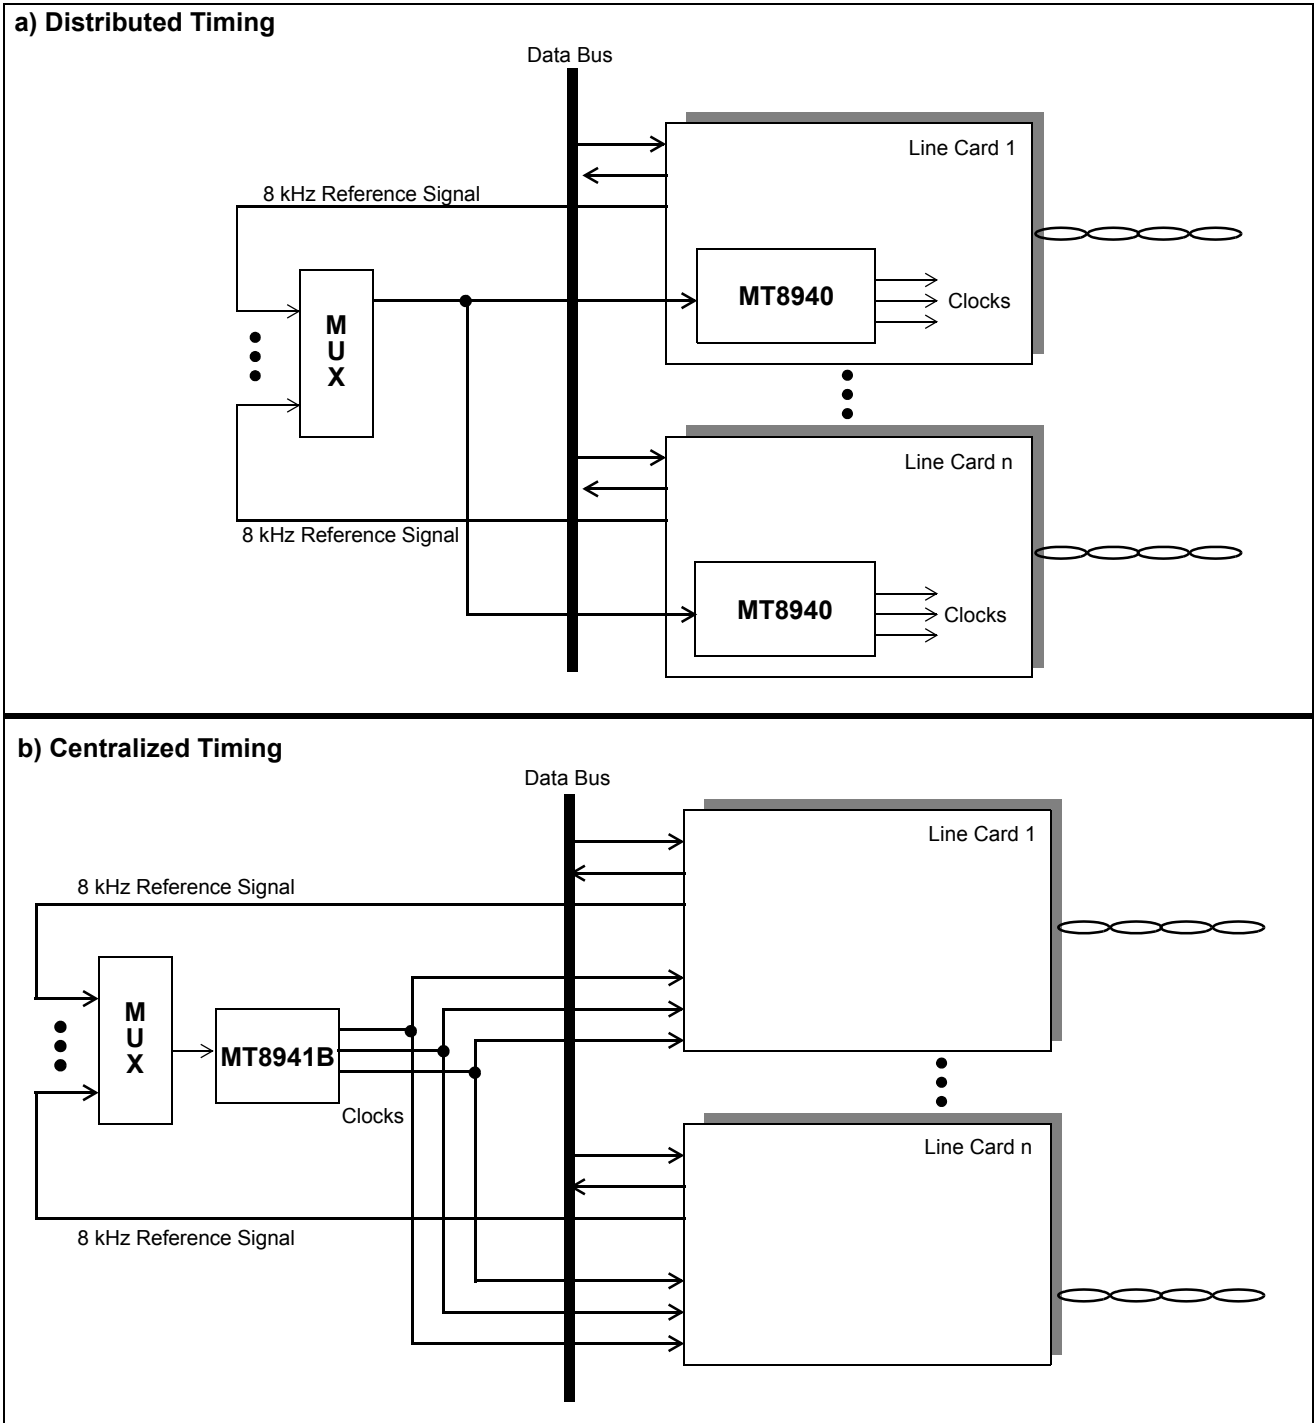 a) Distributed Timing
Data Bus
Line Card 1
8 kHz Reference Signal
MT8940
Clocks
M
U
X
Line Card n
8 kHz Reference Signal
MT8940
Clocks
b) Centralized Timing
Data Bus
Line Card 1
8 kHz Reference Signal
M
U
X
MT8941B
Clocks
Line Card n
8 kHz Reference Signal